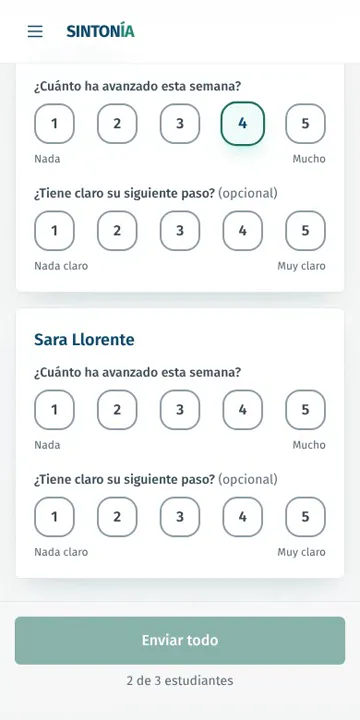 SINTONÍA
¿Cuánto ha avanzado esta semana?
1 2 3 4 5
Nada Mucho
¿Tiene claro su siguiente paso? (opcional)
1 2 3 4 5
Nada claro Muy claro
Sara Llorente
¿Cuánto ha avanzado esta semana?
1 2 3 4 5
Nada Mucho
¿Tiene claro su siguiente paso? (opcional)
1 2 3 4 5
Nada claro Muy claro
Enviar todo
2 de 3 estudiantes